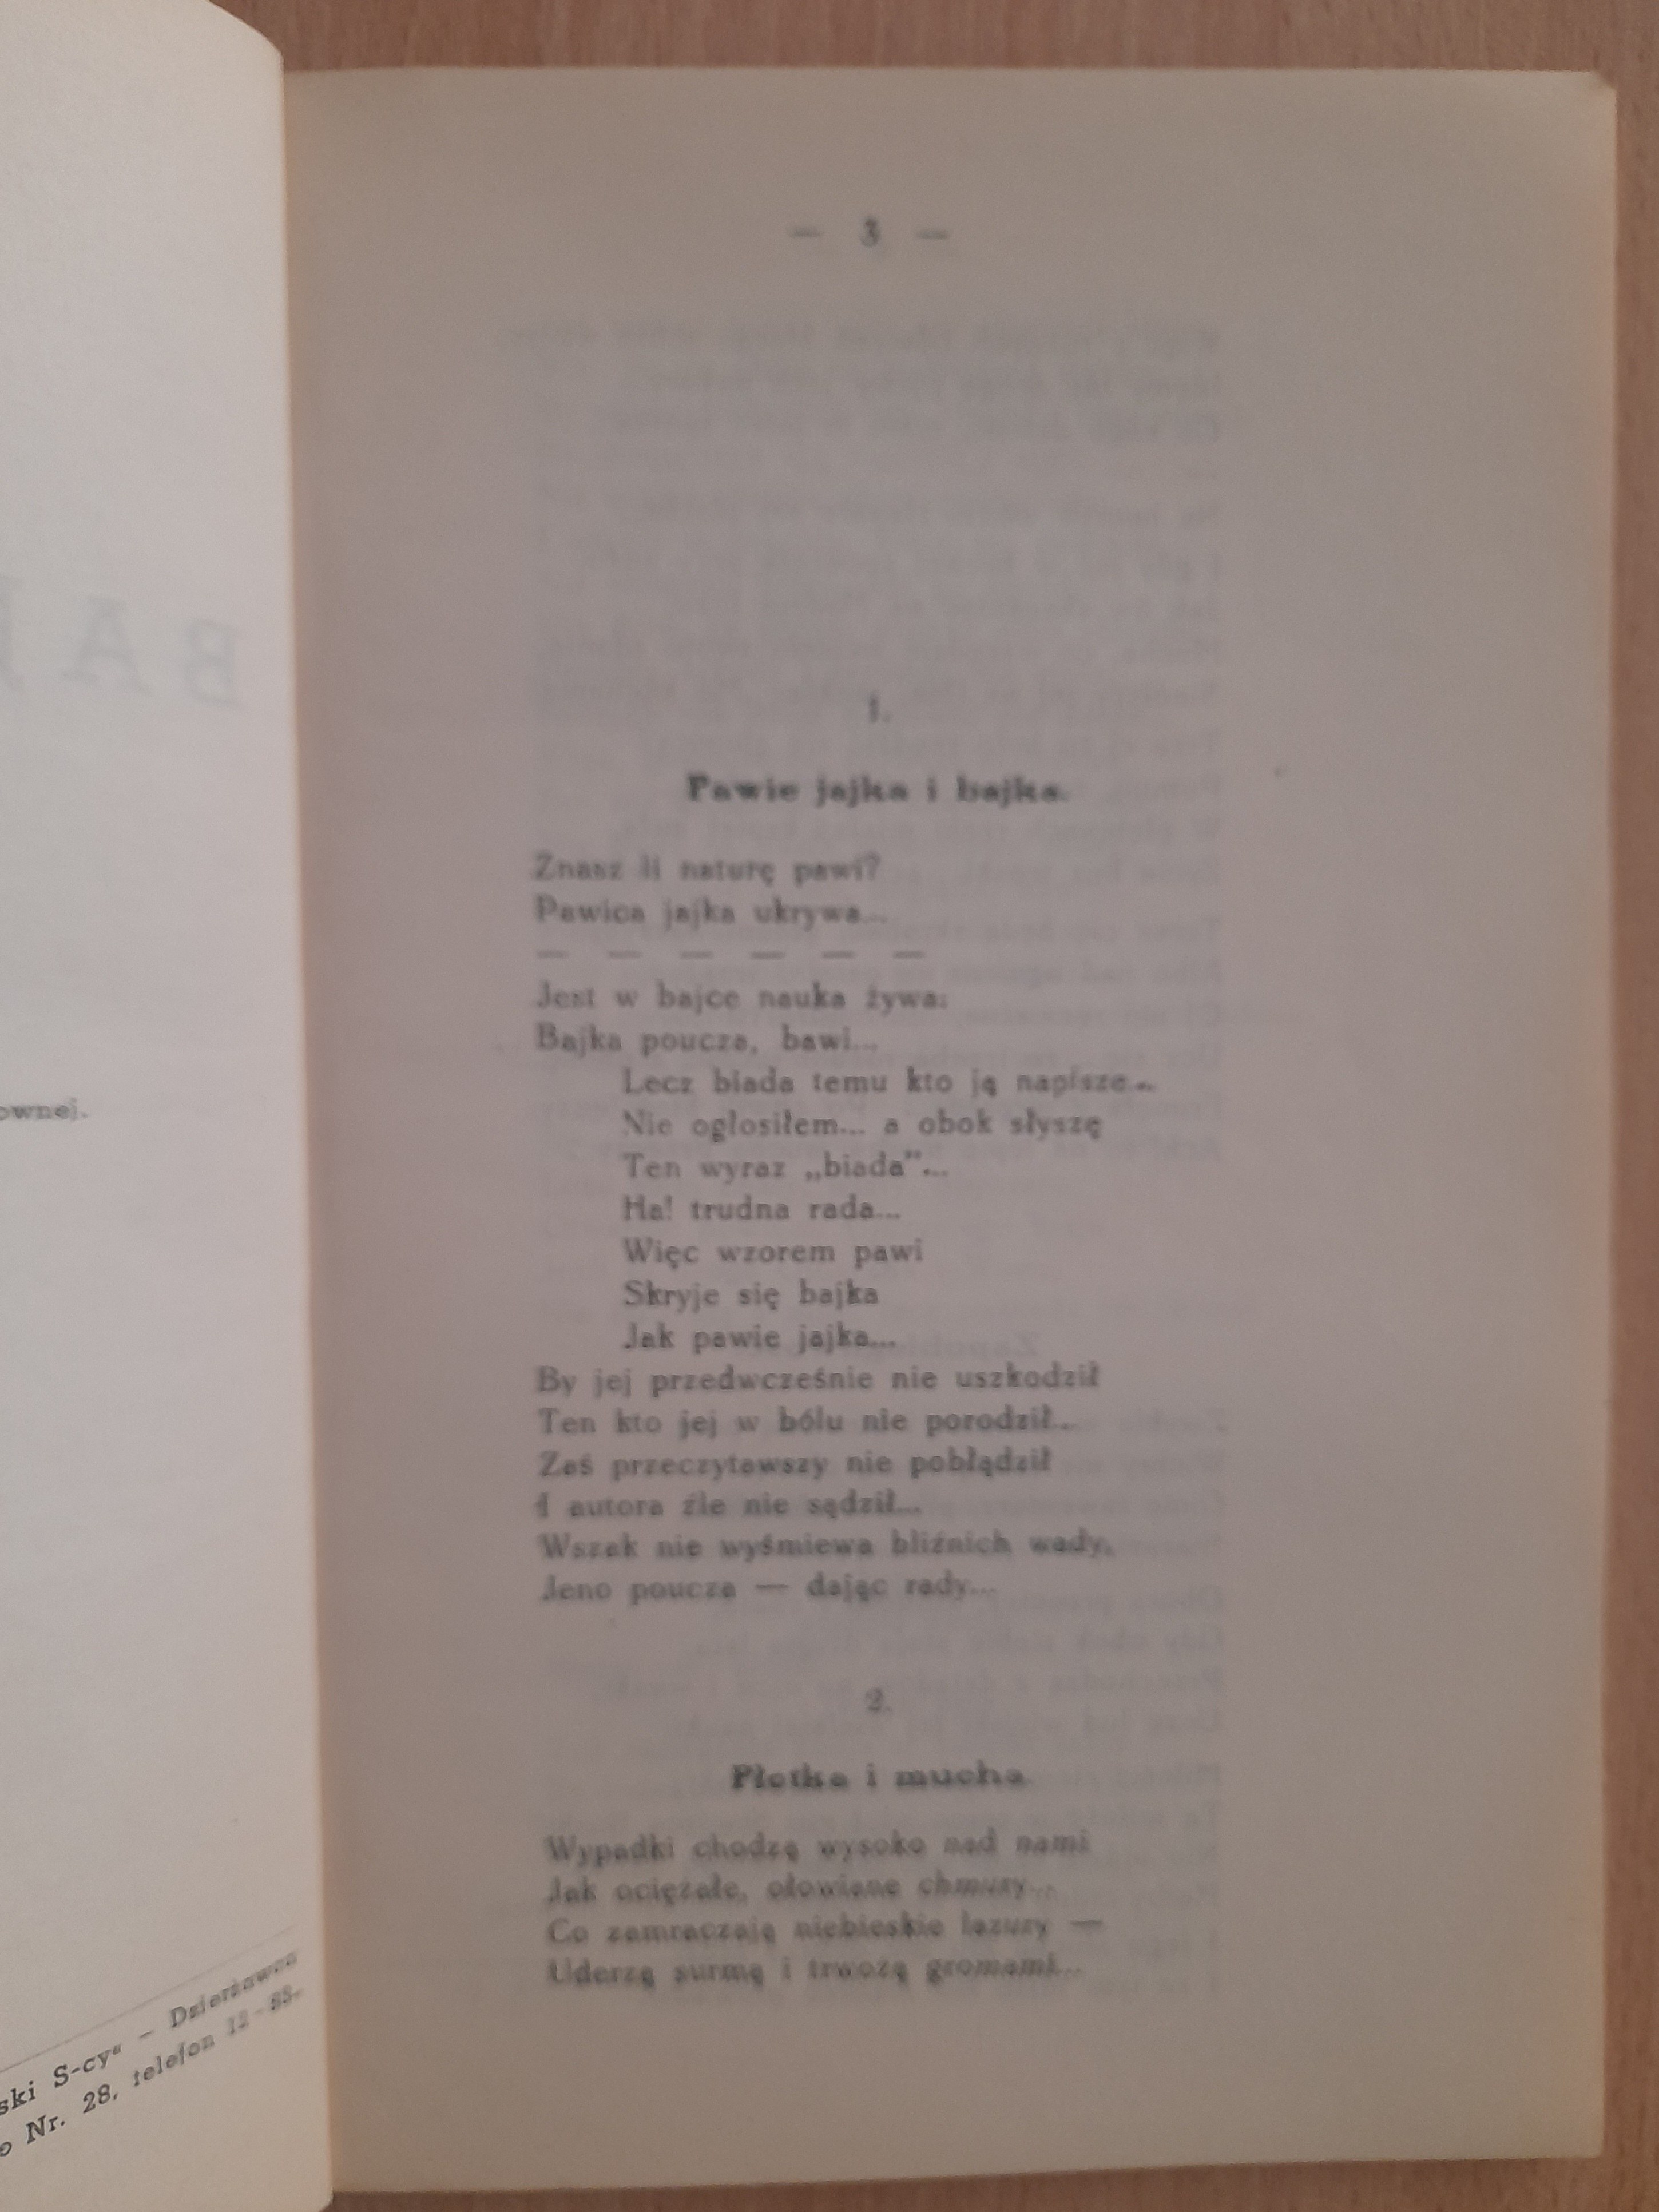 ownej.
ski S-cy" — Dzierżawca
o Nr. 28, telefon 12-85.
— 3 —
1.
Pawie jajka i bajka.
Znasz li naturę pawi?
Pawica jajka ukrywa...
— — — — — —
Jest w bajce nauka żywa:
Bajka poucza, bawi...
Lecz biada temu kto ją napisze...
Nie ogłosiłem... a obok słyszę
Ten wyraz „biada"...
Ha! trudna rada...
Więc wzorem pawi
Skryje się bajka
Jak pawie jajka...
By jej przedwcześnie nie uszkodził
Ten kto jej w bólu nie porodził...
Zaś przeczytawszy nie pobłądził
I autora źle nie sądził...
Wszak nie wyśmiewa bliźnich wady,
Jeno poucza — dając rady...
2.
Płotka i mucha.
Wypadki chodzą wysoko nad nami
Jak ociężałe, ołowiane chmury...
Co zamraczają niebieskie lazury —
Uderzą surmą i trwożą gromami...